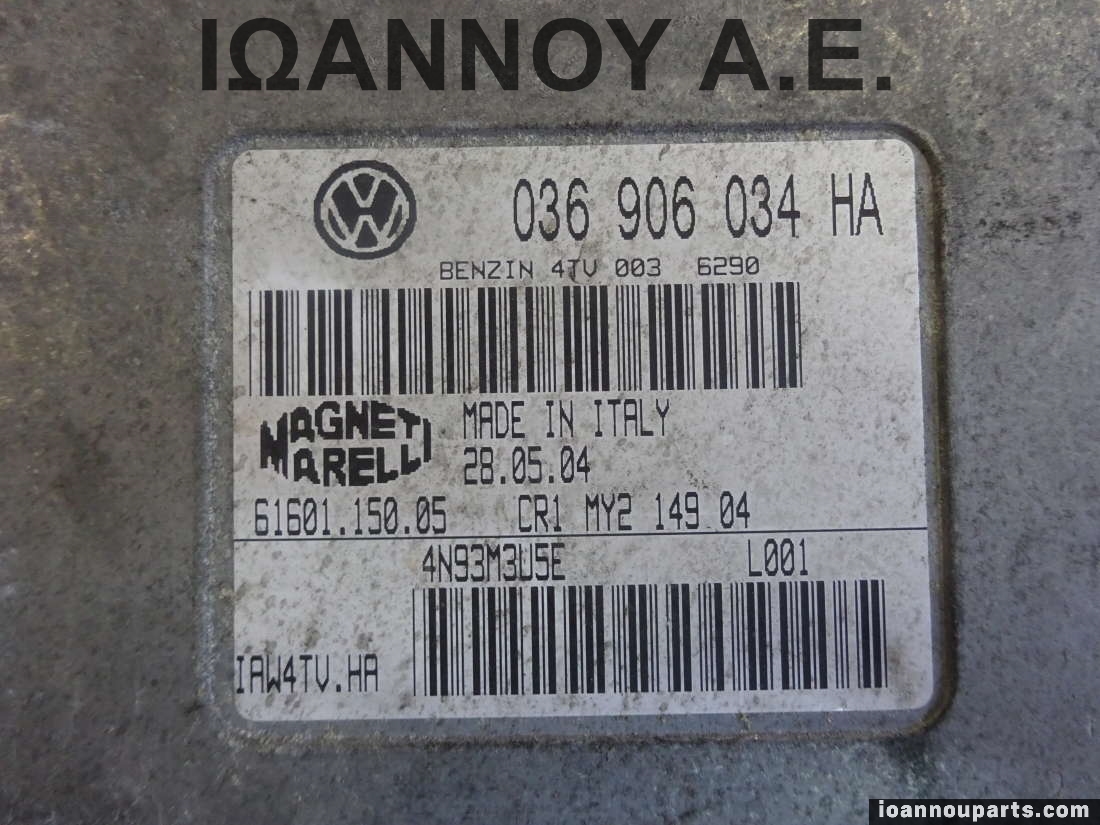 ΙΩΑΝΝΟΥ Α.Ε.
036 906 034 HA
BENZIN 4TV 003 6290
MAGNETI MARELLI
MADE IN ITALY
28.05.04
61601.150.05 CR1 MY2 149 04
4N93M3U5E L001
IAW4TV.HA
ioannouparts.com